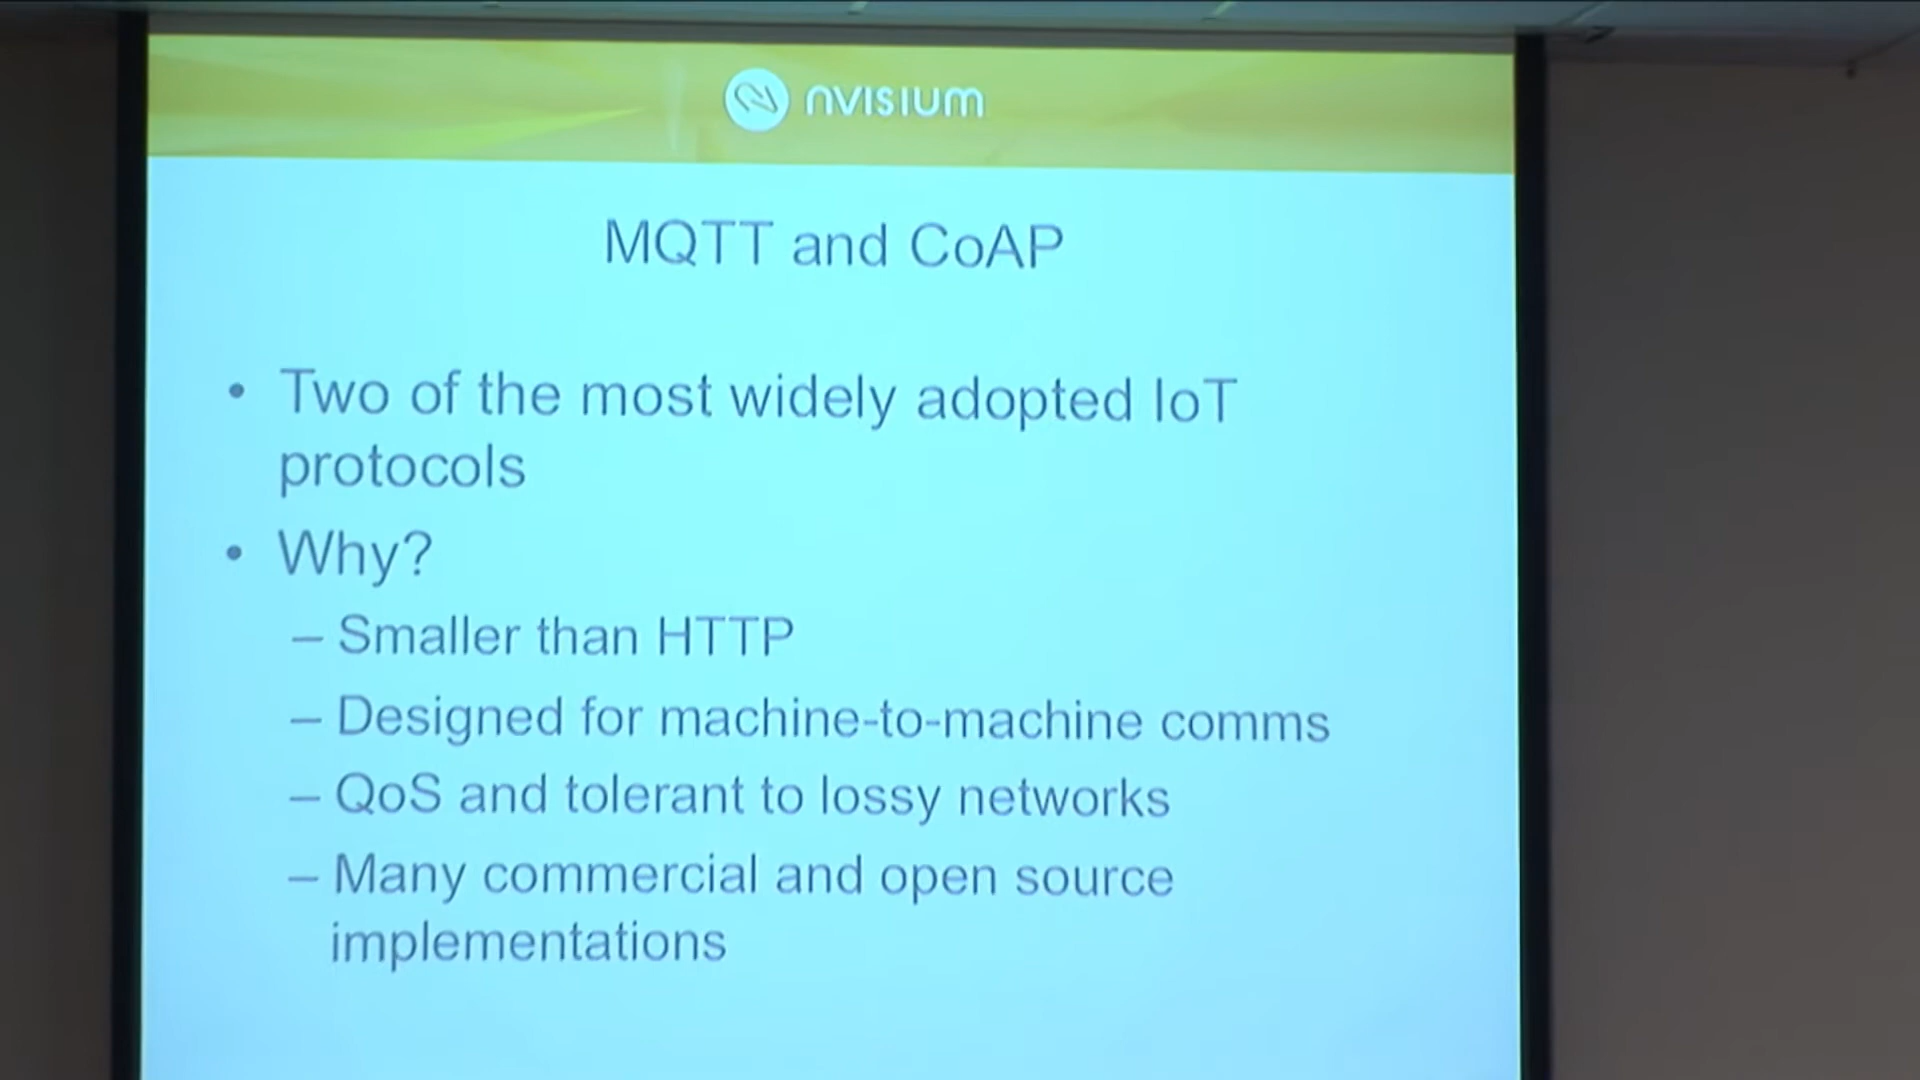 nVISIUM
MQTT and CoAP
• Two of the most widely adopted IoT
protocols
• Why?
– Smaller than HTTP
– Designed for machine-to-machine comms
– QoS and tolerant to lossy networks
– Many commercial and open source
implementations